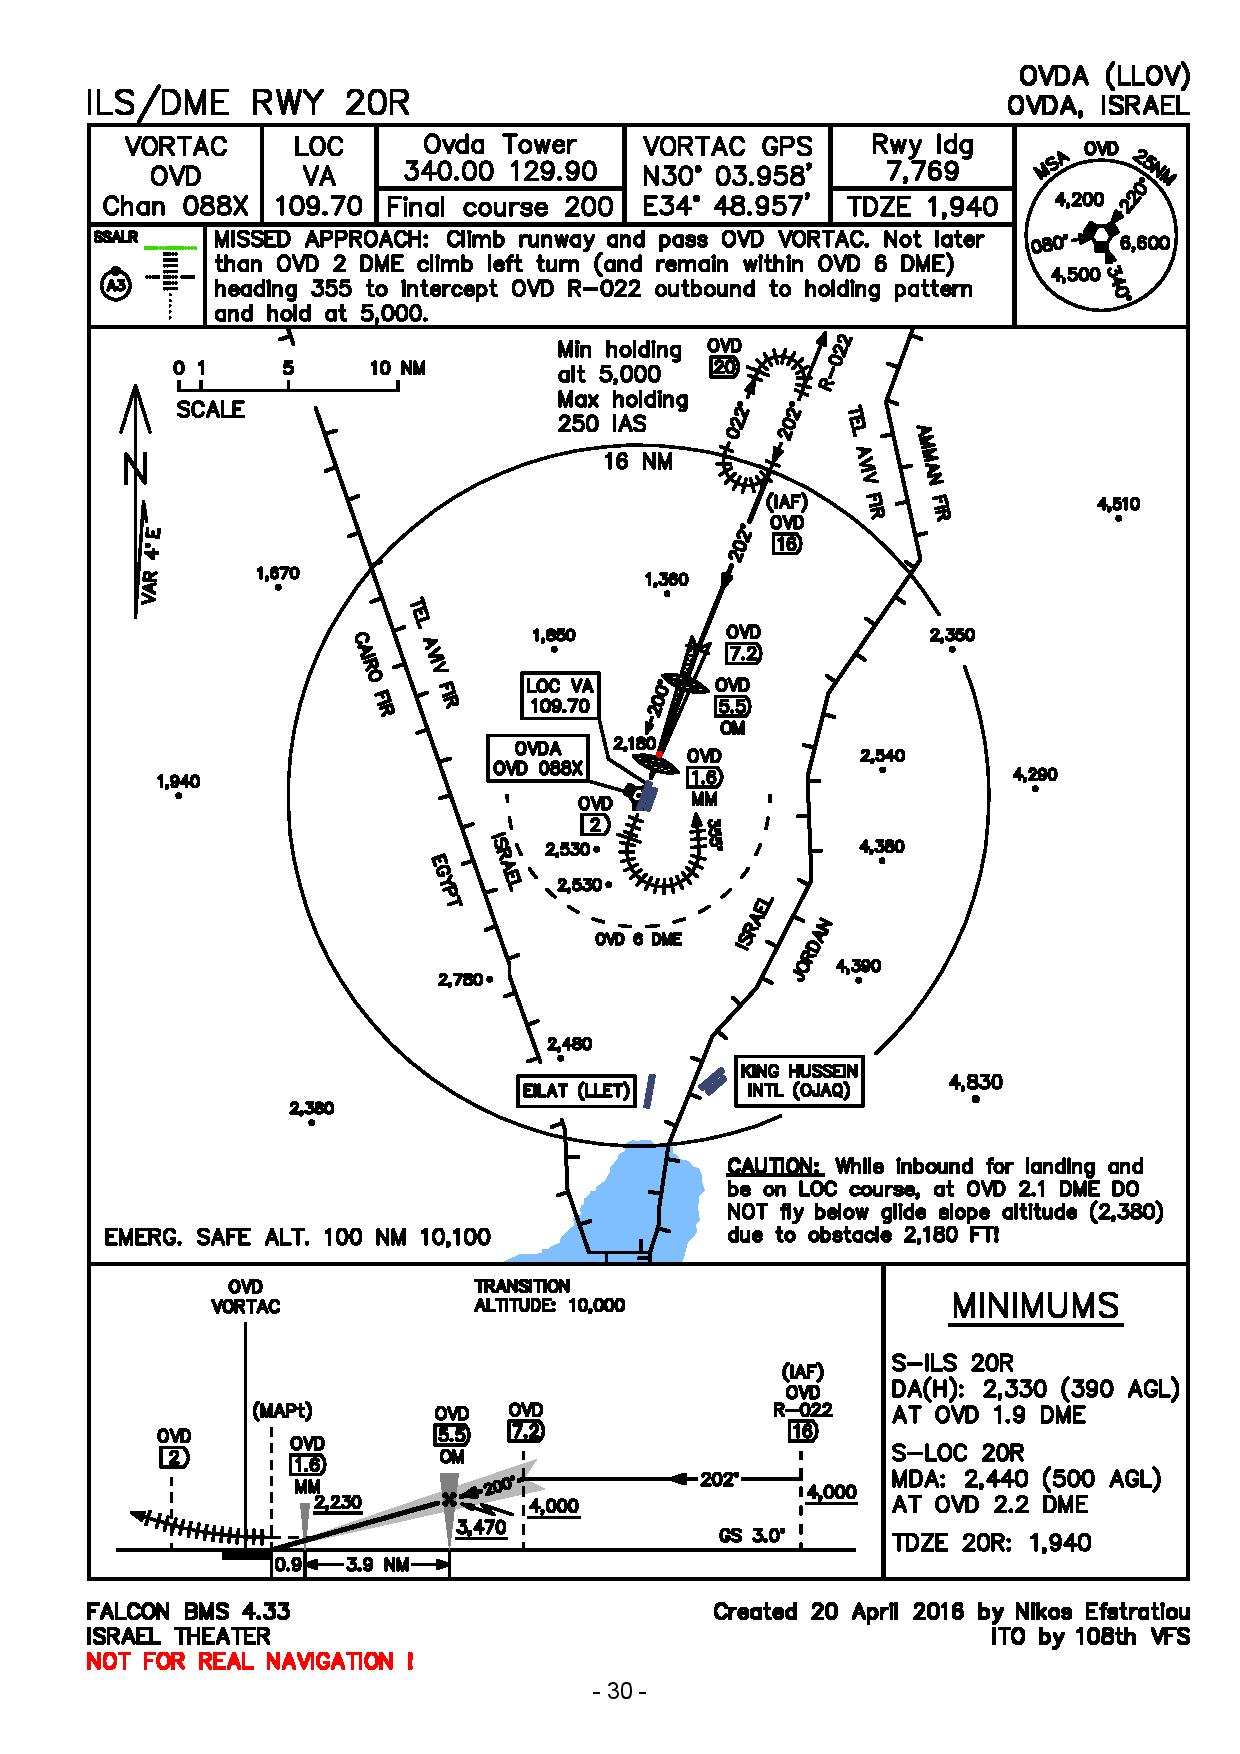 ILS/DME RWY 20R
OVDA (LLOV)
OVDA, ISRAEL
VORTAC
OVD
Chan 088X
LOC
VA
109.70
Ovda Tower
340.00 129.90
Final course 200
VORTAC GPS
N30° 03.958'
E34° 48.957'
Rwy ldg
7,769
TDZE 1,940
MSA OVD 25NM
4,200
220°
080°
6,600
4,500
340°
SSALR
A3
MISSED APPROACH: Climb runway and pass OVD VORTAC. Not later
than OVD 2 DME climb left turn (and remain within OVD 6 DME)
heading 355 to intercept OVD R-022 outbound to holding pattern
and hold at 5,000.
0 1 5 10 NM
SCALE
N
VAR 4°E
Min holding
alt 5,000
Max holding
250 IAS
OVD
20
R-022
022°
202°
16 NM
TEL AVIV FIR
AMMAN FIR
(IAF)
OVD
16
202°
4,510
1,670
1,360
1,650
2,350
TEL AVIV FIR
CAIRO FIR
OVD
7.2
OVD
5.5
OM
200°
LOC VA
109.70
OVDA
OVD 088X
2,180
OVD
1.6
MM
2,540
4,290
1,940
OVD
2
355°
2,530
2,530
4,380
ISRAEL
EGYPT
OVD 6 DME
ISRAEL
JORDAN
4,390
2,780
2,480
EILAT (LLET)
KING HUSSEIN
INTL (OJAQ)
4,830
2,380
CAUTION: While inbound for landing and
be on LOC course, at OVD 2.1 DME DO
NOT fly below glide slope altitude (2,380)
due to obstacle 2,180 FT!
EMERG. SAFE ALT. 100 NM 10,100
OVD
VORTAC
TRANSITION
ALTITUDE: 10,000
(MAPt)
OVD
2
OVD
1.6
MM
2,230
OVD
5.5
OM
OVD
7.2
(IAF)
OVD
R-022
16
200°
202°
4,000
4,000
3,470
GS 3.0°
0.9
3.9 NM
MINIMUMS
S-ILS 20R
DA(H): 2,330 (390 AGL)
AT OVD 1.9 DME
S-LOC 20R
MDA: 2,440 (500 AGL)
AT OVD 2.2 DME
TDZE 20R: 1,940
FALCON BMS 4.33
ISRAEL THEATER
NOT FOR REAL NAVIGATION !
Created 20 April 2016 by Nikos Efstratiou
ITO by 108th VFS
- 30 -